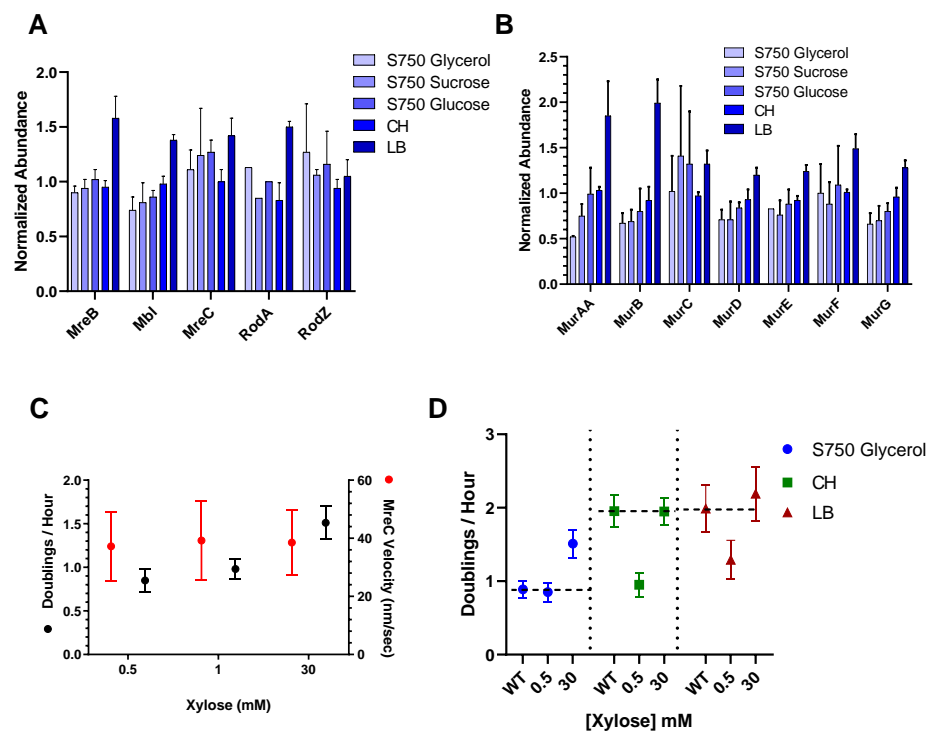 A
S750 Glycerol
S750 Sucrose
S750 Glucose
CH
LB
Normalized Abundance
2.0
1.5
1.0
0.5
0.0
MreB
Mbl
MreC
RodA
RodZ
B
S750 Glycerol
S750 Sucrose
S750 Glucose
CH
LB
Normalized Abundance
2.5
2.0
1.5
1.0
0.5
0.0
MurAA
MurB
MurC
MurD
MurE
MurF
MurG
C
Doublings / Hour
2.0
1.5
1.0
0.5
0.0
60
40
20
0
MreC Velocity (nm/sec)
0.5
1
30
Xylose (mM)
D
Doublings / Hour
3
2
1
0
WT
0.5
30
WT
0.5
30
WT
0.5
30
[Xylose] mM
S750 Glycerol
CH
LB